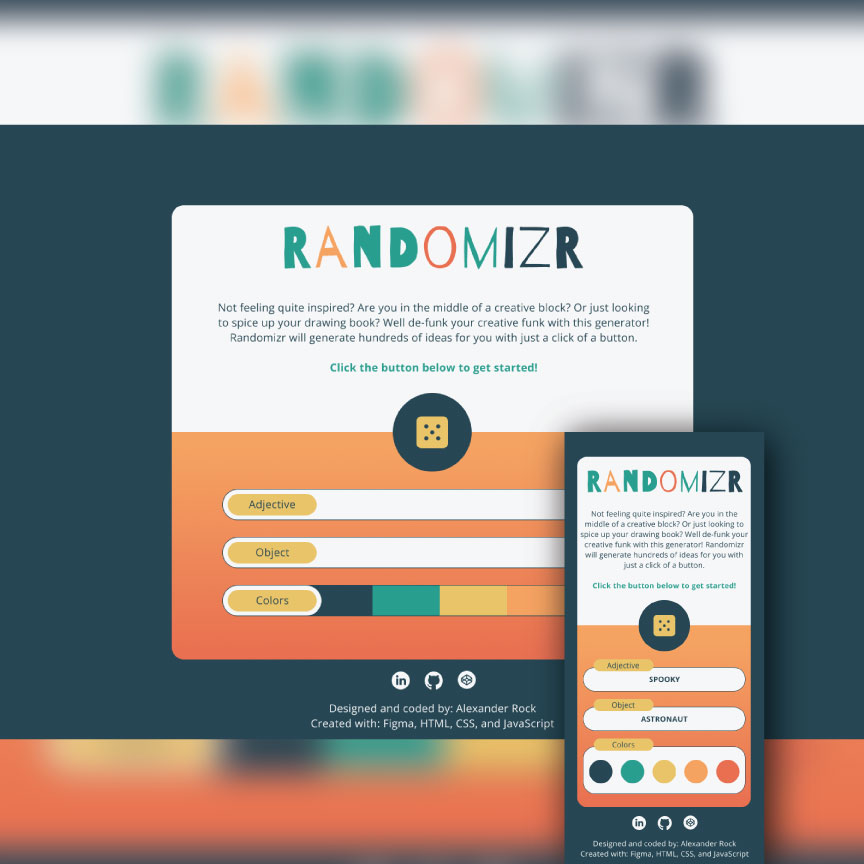 RANDOMIZR
Not feeling quite inspired? Are you in the middle of a creative block? Or just looking
to spice up your drawing book? Well de-funk your creative funk with this generator!
Randomizr will generate hundreds of ideas for you with just a click of a button.
Click the button below to get started!
Adjective
Object
Colors
in
Designed and coded by: Alexander Rock
Created with: Figma, HTML, CSS, and JavaScript
RANDOMIZR
Not feeling quite inspired? Are you in the
middle of a creative block? Or just looking to
spice up your drawing book? Well de-funk your
creative funk with this generator! Randomizr
will generate hundreds of ideas for you with
just a click of a button.
Click the button below to get started!
Adjective
SPOOKY
Object
ASTRONAUT
Colors
in
Designed and coded by: Alexander Rock
Created with: Figma, HTML, CSS, and JavaScript